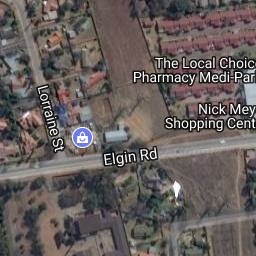 The Local Choice
Pharmacy Medi-Par
Nick Mey
Shopping Cent
Lorraine St
Elgin Rd